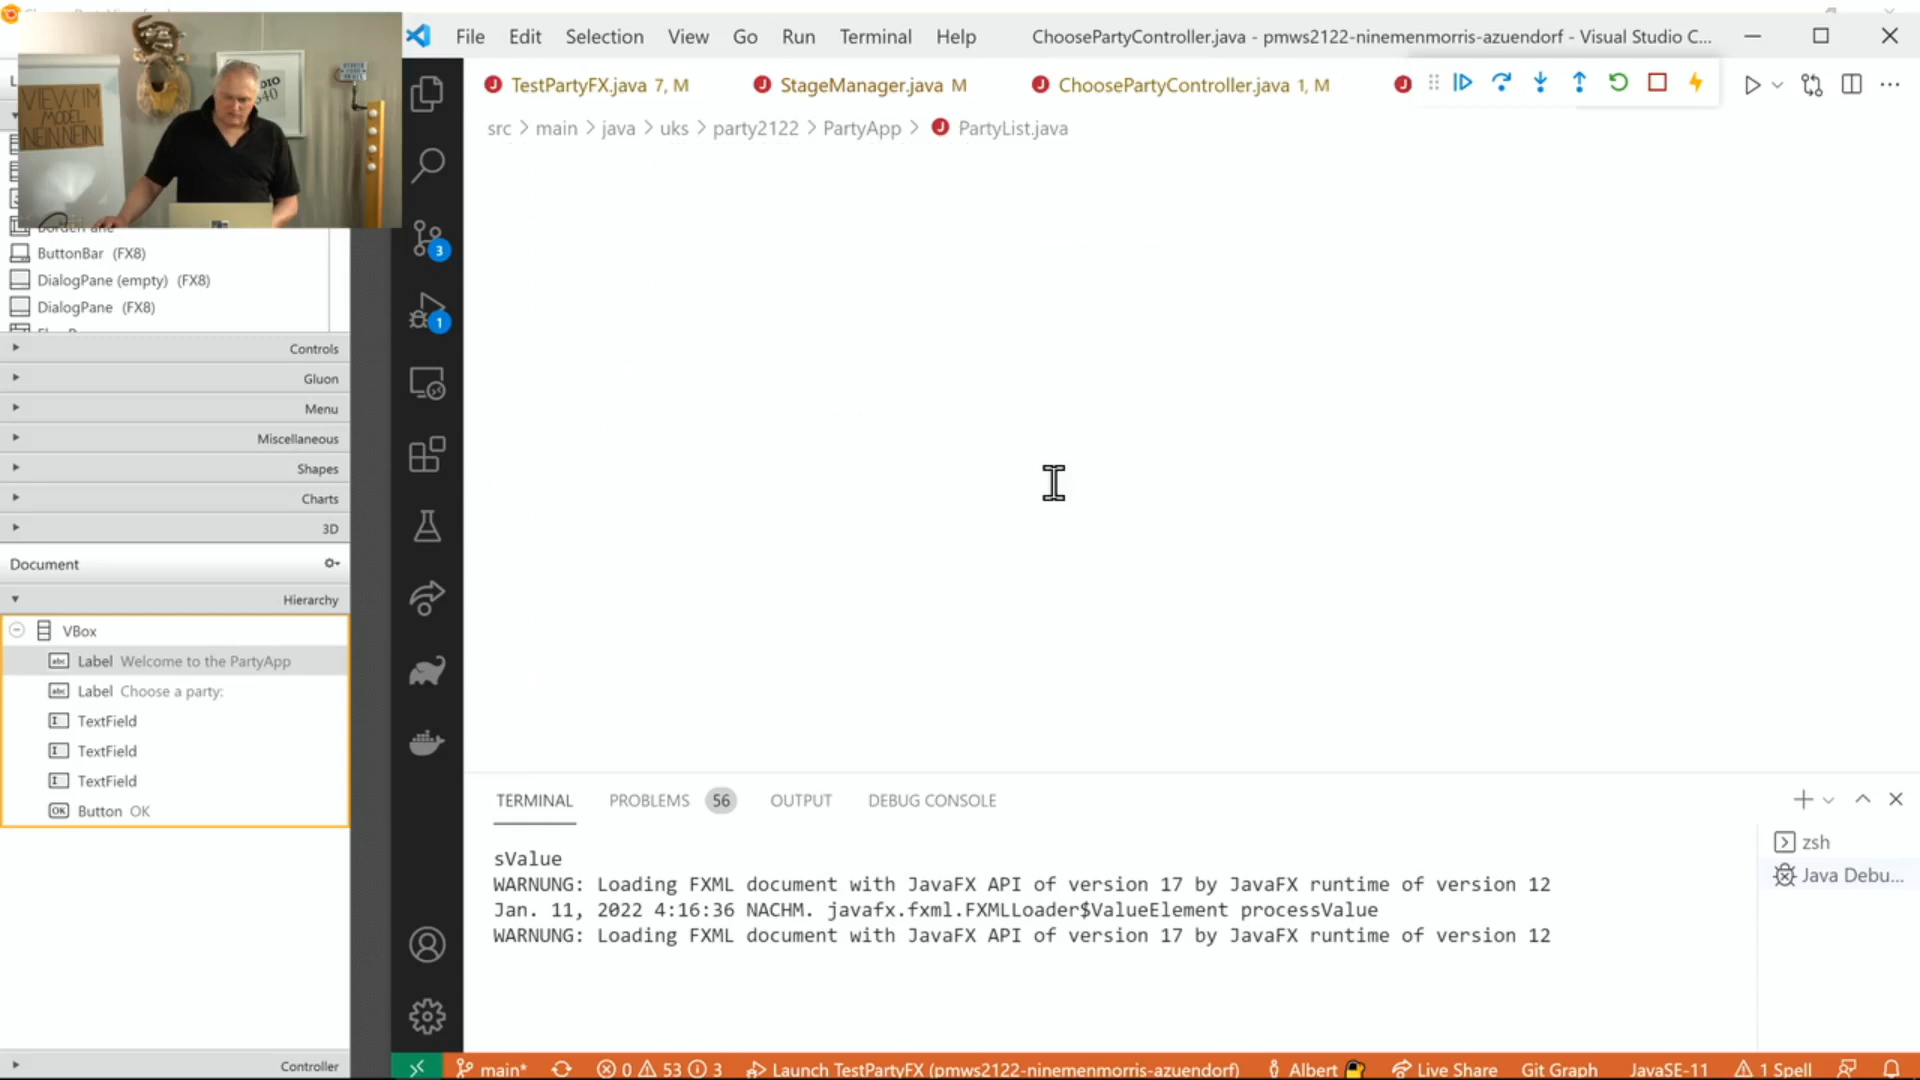 File Edit Selection View Go Run Terminal Help ChoosePartyController.java - pmws2122-ninemenmorris-azuendorf - Visual Studio C...
TestPartyFX.java 7, M StageManager.java M ChoosePartyController.java 1, M
src > main > java > uks > party2122 > PartyApp > PartyList.java
VIEW IM
MODEL
NEIN NEIN!
ButtonBar (FX8)
DialogPane (empty) (FX8)
DialogPane (FX8)
Controls
Gluon
Menu
Miscellaneous
Shapes
Charts
3D
Document
Hierarchy
VBox
Label Welcome to the PartyApp
Label Choose a party:
TextField
TextField
TextField
Button OK
Controller
3
1
TERMINAL PROBLEMS 56 OUTPUT DEBUG CONSOLE
sValue
WARNUNG: Loading FXML document with JavaFX API of version 17 by JavaFX runtime of version 12
Jan. 11, 2022 4:16:36 NACHM. javafx.fxml.FXMLLoader$ValueElement processValue
WARNUNG: Loading FXML document with JavaFX API of version 17 by JavaFX runtime of version 12
zsh
Java Debu...
main* 0 53 3 Launch TestPartyFX (pmws2122-ninemenmorris-azuendorf) Albert Live Share Git Graph JavaSE-11 1 Spell